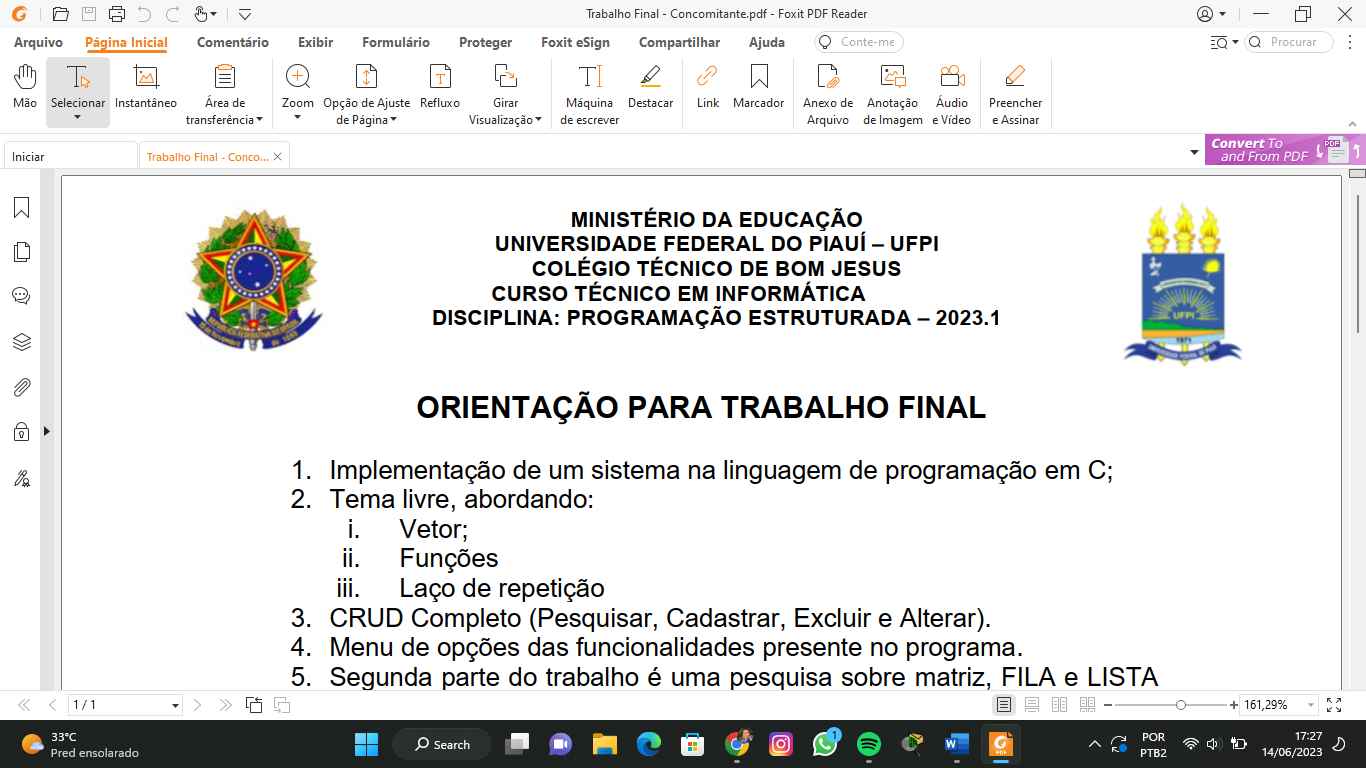 Trabalho Final - Concomitante.pdf - Foxit PDF Reader
Arquivo Página Inicial Comentário Exibir Formulário Proteger Foxit eSign Compartilhar Ajuda Conte-me Procurar
Mão Selecionar Instantâneo Área de transferência Zoom Opção de Ajuste de Página Refluxo Girar Visualização Máquina de escrever Destacar Link Marcador Anexo de Arquivo Anotação de Imagem Áudio e Vídeo Preencher e Assinar
Iniciar Trabalho Final - Conco...
Convert To
and From PDF
PDF
MINISTÉRIO DA EDUCAÇÃO
UNIVERSIDADE FEDERAL DO PIAUÍ – UFPI
COLÉGIO TÉCNICO DE BOM JESUS
CURSO TÉCNICO EM INFORMÁTICA
DISCIPLINA: PROGRAMAÇÃO ESTRUTURADA – 2023.1
UFPI
1971
ORIENTAÇÃO PARA TRABALHO FINAL
1. Implementação de um sistema na linguagem de programação em C;
2. Tema livre, abordando:
i. Vetor;
ii. Funções
iii. Laço de repetição
3. CRUD Completo (Pesquisar, Cadastrar, Excluir e Alterar).
4. Menu de opções das funcionalidades presente no programa.
5. Segunda parte do trabalho é uma pesquisa sobre matriz, FILA e LISTA
1 / 1 161,29%
33°C
Pred ensolarado
Search
1
POR
PTB2
17:27
14/06/2023